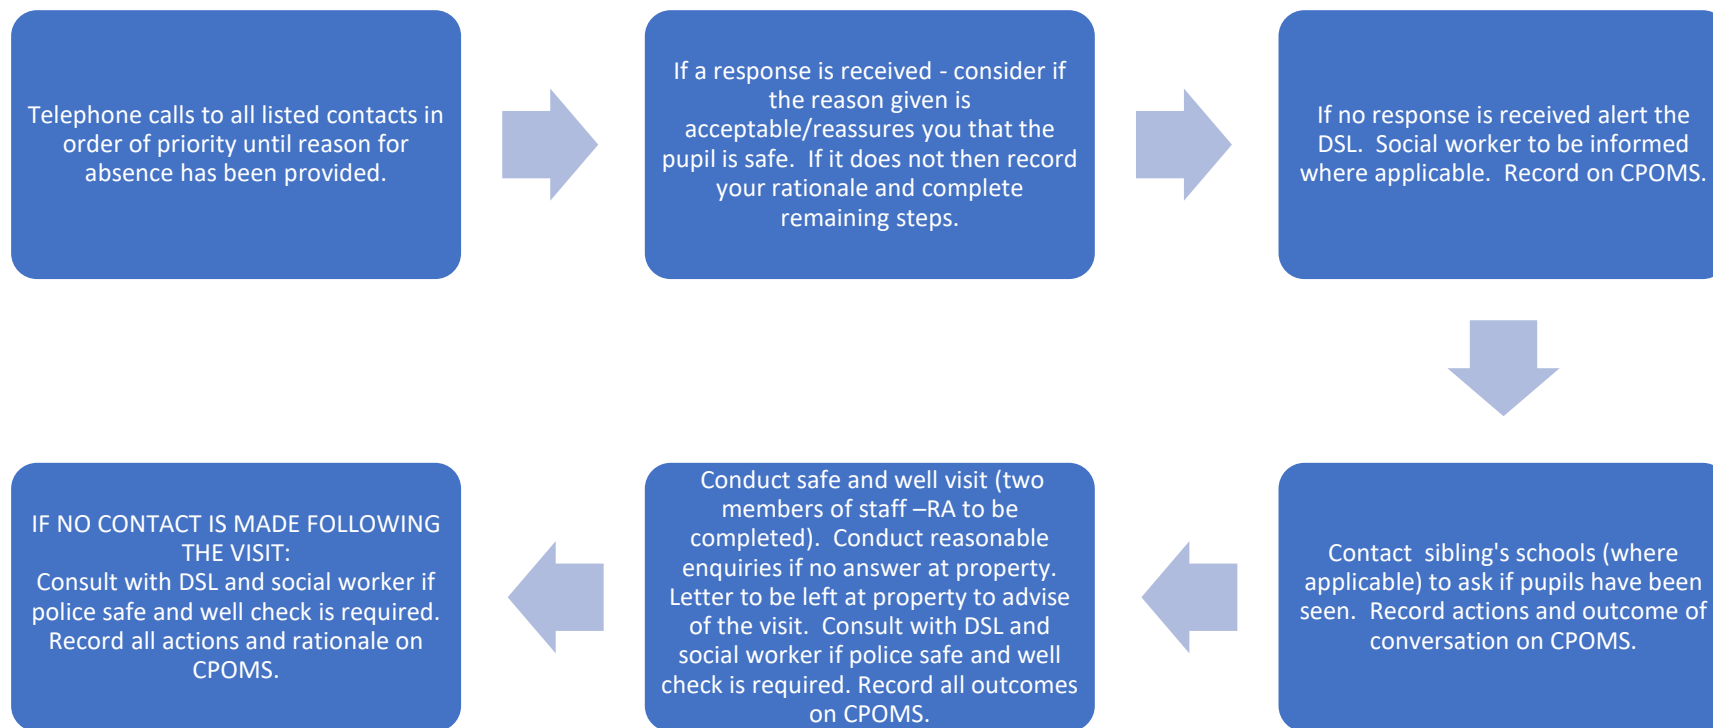 Telephone calls to all listed contacts in
order of priority until reason for
absence has been provided.
If a response is received - consider if
the reason given is
acceptable/reassures you that the
pupil is safe.  If it does not then record
your rationale and complete
remaining steps.
If no response is received alert the
DSL.  Social worker to be informed
where applicable.  Record on CPOMS.
Contact  sibling's schools (where
applicable) to ask if pupils have been
seen.  Record actions and outcome of
conversation on CPOMS.
Conduct safe and well visit (two
members of staff –RA to be
completed).  Conduct reasonable
enquiries if no answer at property.
Letter to be left at property to advise
of the visit.  Consult with DSL and
social worker if police safe and well
check is required. Record all outcomes
on CPOMS.
IF NO CONTACT IS MADE FOLLOWING
THE VISIT:
Consult with DSL and social worker if
police safe and well check is required.
Record all actions and rationale on
CPOMS.